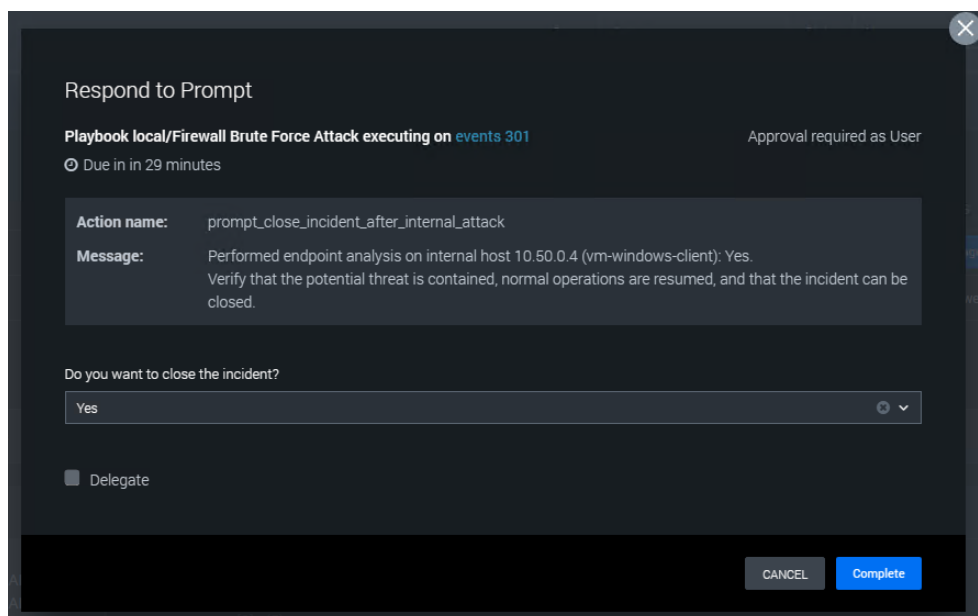 Respond to Prompt
Playbook local/Firewall Brute Force Attack executing on events 301
Approval required as User
Due in in 29 minutes
Action name: prompt_close_incident_after_internal_attack
Message: Performed endpoint analysis on internal host 10.50.0.4 (vm-windows-client): Yes.
Verify that the potential threat is contained, normal operations are resumed, and that the incident can be
closed.
Do you want to close the incident?
Yes
Delegate
CANCEL
Complete